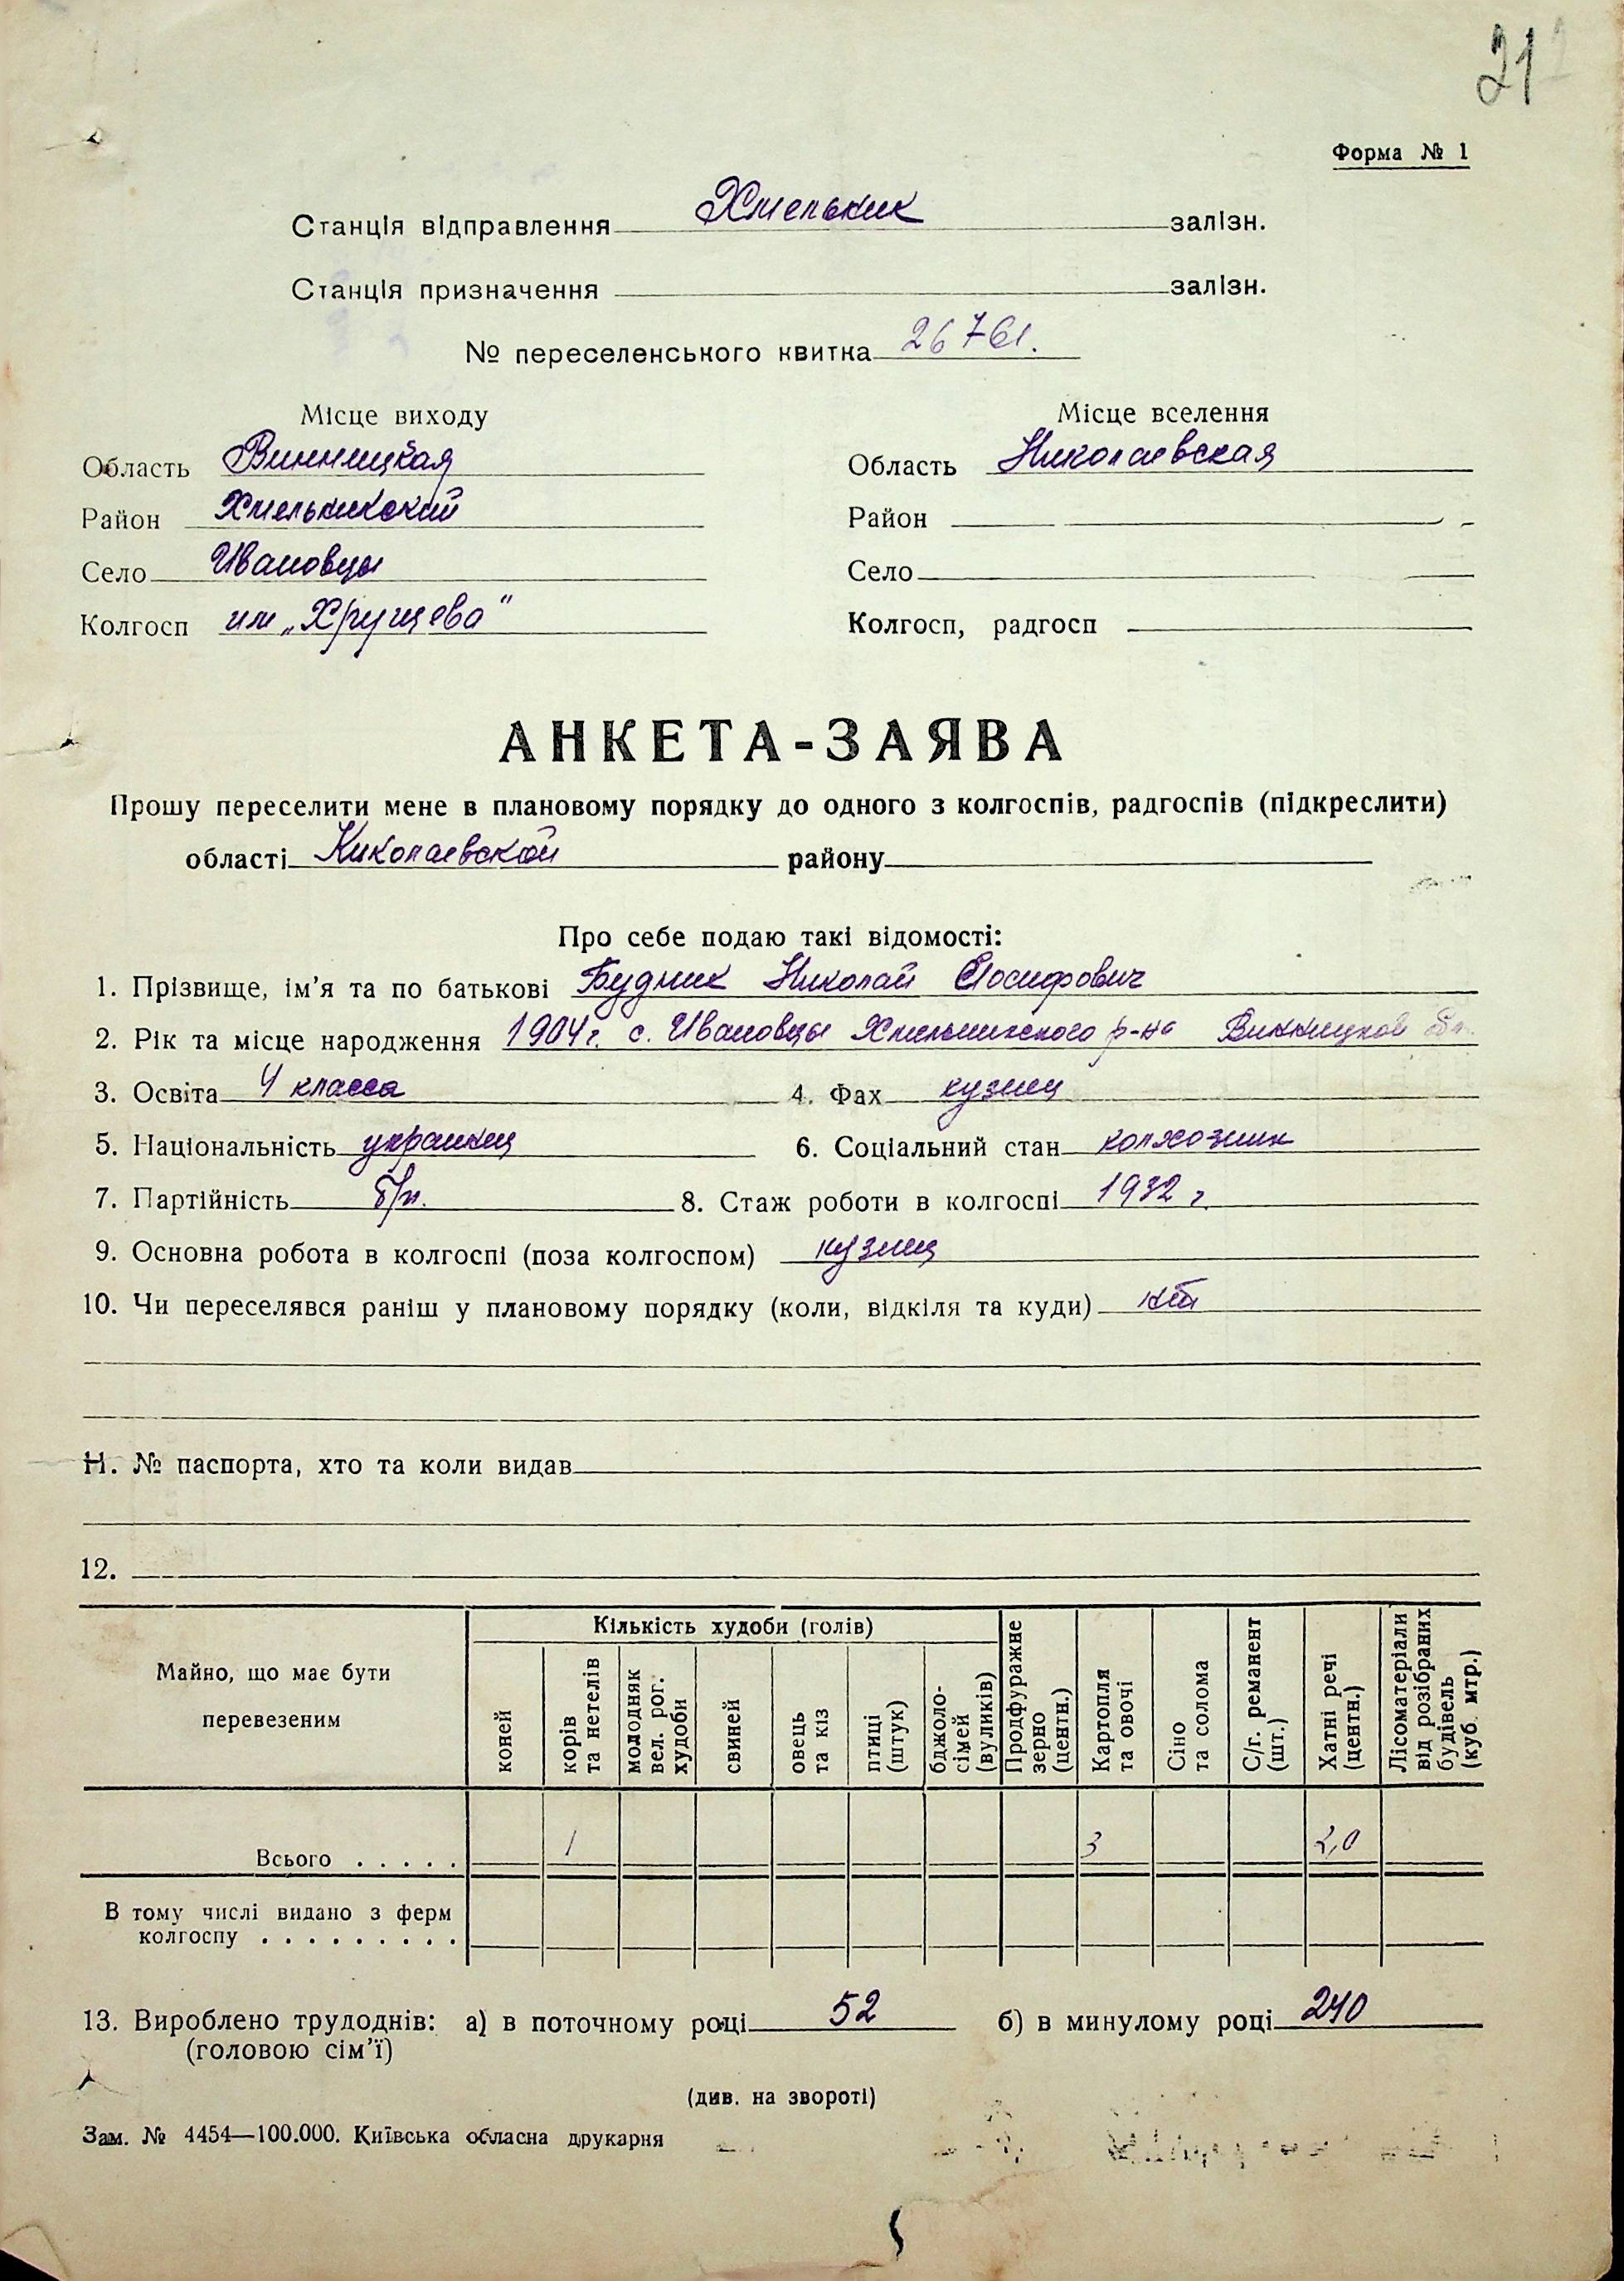 21
Форма № 1
Станція відправлення Хмельник залізн.
Станція призначення залізн.
№ переселенського квитка 26761.
Місце виходу Місце вселення
Область Винницкая Область Николаевская
Район Хмельникский Район
Село Ивановцы Село
Колгосп им „Хрущева" Колгосп, радгосп
АНКЕТА-ЗАЯВА
Прошу переселити мене в плановому порядку до одного з колгоспів, радгоспів (підкреслити)
області Николаевской району
Про себе подаю такі відомості:
1. Прізвище, ім'я та по батькові Будник Николай Иосифович
2. Рік та місце народження 1904 г. с. Ивановцы Хмельникского р-на Винницкой обл.
3. Освіта 4 класса 4. Фах кузнец
5. Національність украинец 6. Соціальний стан колхозник
7. Партійність б/п. 8. Стаж роботи в колгоспі 1932 г
9. Основна робота в колгоспі (поза колгоспом) кузнец
10. Чи переселявся раніш у плановому порядку (коли, відкіля та куди) нет
11. № паспорта, хто та коли видав
12.
Майно, що має бути перевезеним
Кількість худоби (голів)
коней
корів та нетелів
молодняк вел. рог. худоби
свиней
овець та кіз
птиці (штук)
бджоло-сімей (вуликів)
Продфуражне зерно (центн.)
Картопля та овочі
Сіно та солома
С/г. реманент (шт.)
Хатні речі (центн.)
Лісоматеріали від розібраних будівель (куб. мтр.)
Всього . . . . . 1 3 2,0
В тому числі видано з ферм
колгоспу . . . . . . . . .
13. Вироблено трудоднів: а) в поточному році 52 б) в минулому році 240
(головою сім'ї)
(див. на звороті)
Зам. № 4454—100.000. Київська обласна друкарня